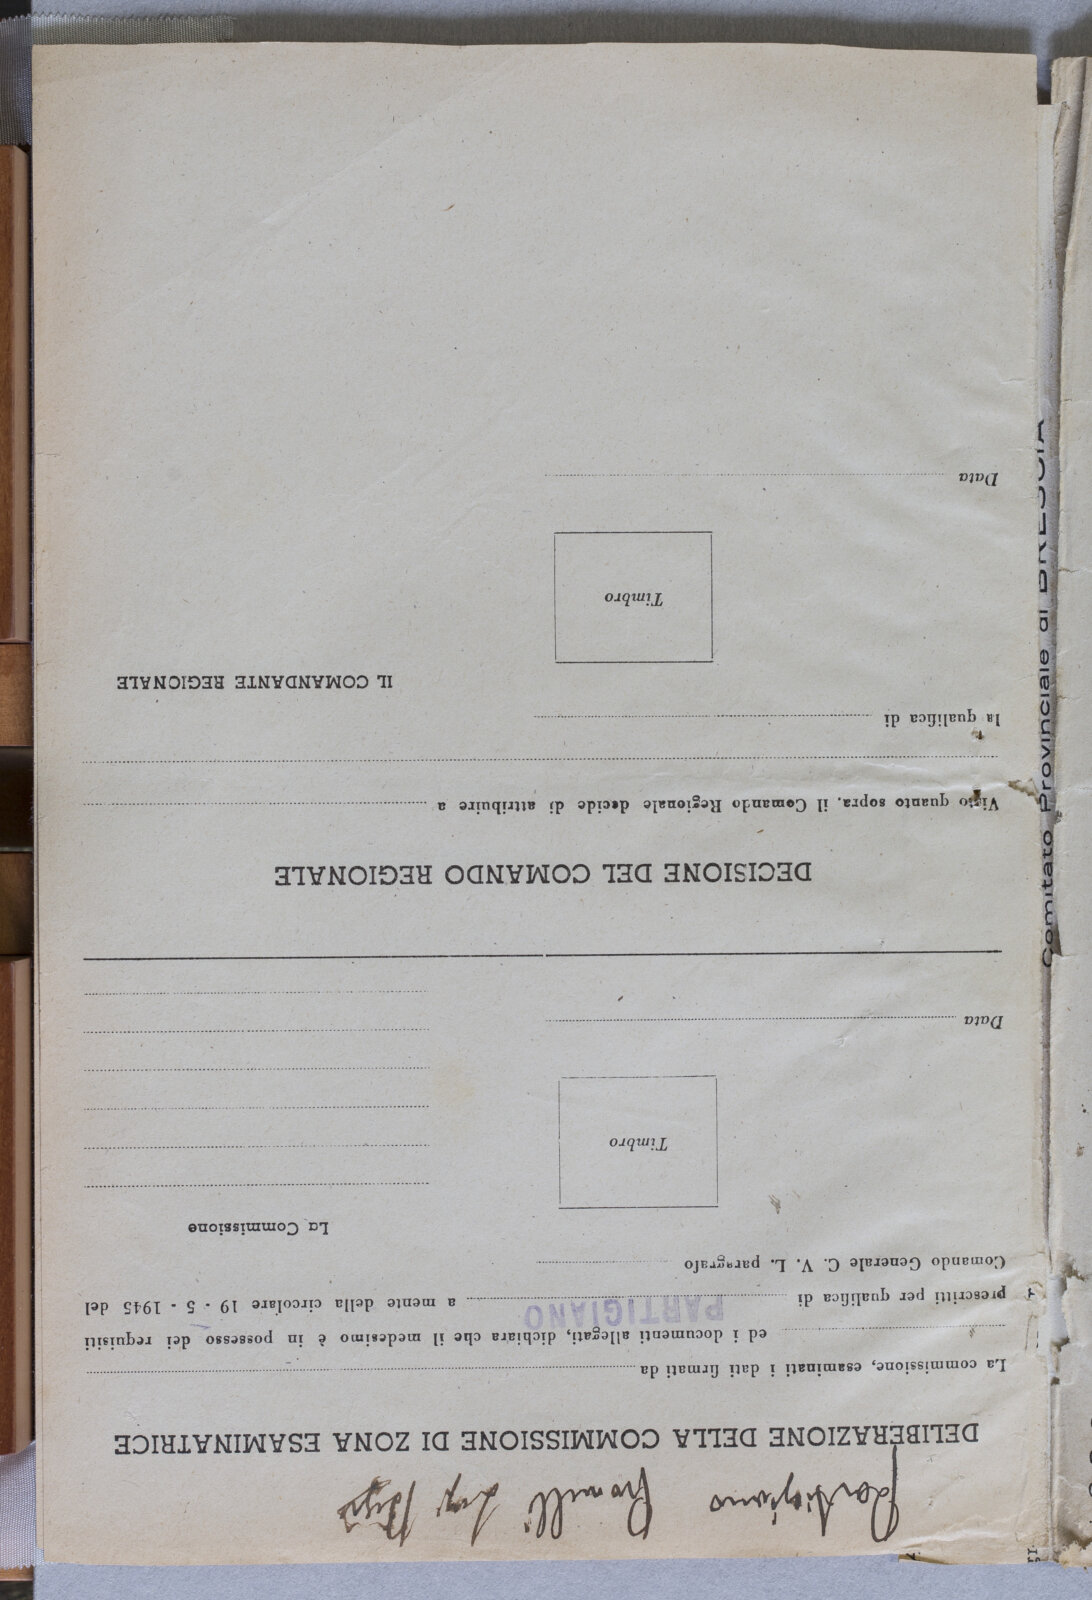 Partigiano
DELIBERAZIONE DELLA COMMISSIONE DI ZONA ESAMINATRICE
La commissione, esaminati i dati firmati da
ed i documenti allegati, dichiara che il medesimo è in possesso dei requisiti
prescritti per qualifica di PARTIGIANO a mente della circolare 19 - 5 - 1945 del
Comando Generale C. V. L. paragrafo
La Commissione
Timbro
Data
DECISIONE DEL COMANDO REGIONALE
Visto quanto sopra, il Comando Regionale decide di attribuire a
la qualifica di
IL COMANDANTE REGIONALE
Timbro
Data
Comitato Provinciale di BRESCIA